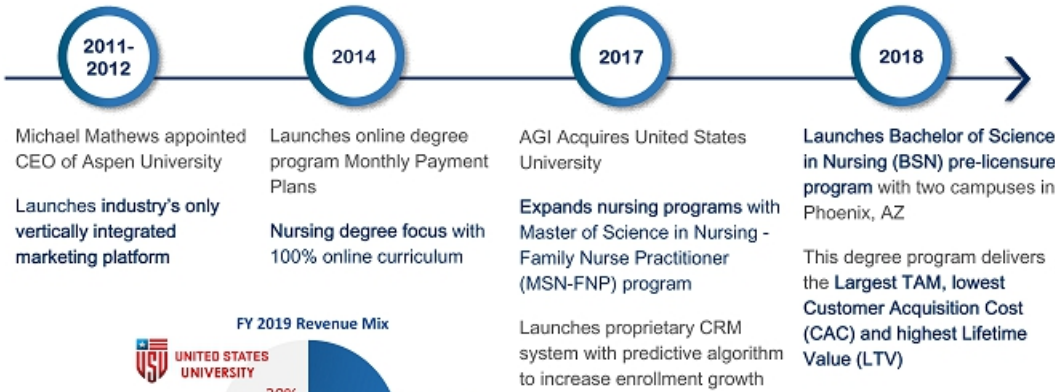 2011-
2012
2014
2017
2018
Michael Mathews appointed
CEO of Aspen University
Launches industry's only
vertically integrated
marketing platform
Launches online degree
program Monthly Payment
Plans
Nursing degree focus with
100% online curriculum
AGI Acquires United States
University
Expands nursing programs with
Master of Science in Nursing -
Family Nurse Practitioner
(MSN-FNP) program
Launches proprietary CRM
system with predictive algorithm
to increase enrollment growth
Launches Bachelor of Science
in Nursing (BSN) pre-licensure
program with two campuses in
Phoenix, AZ
This degree program delivers
the Largest TAM, lowest
Customer Acquisition Cost
(CAC) and highest Lifetime
Value (LTV)
FY 2019 Revenue Mix
USU
UNITED STATES
UNIVERSITY